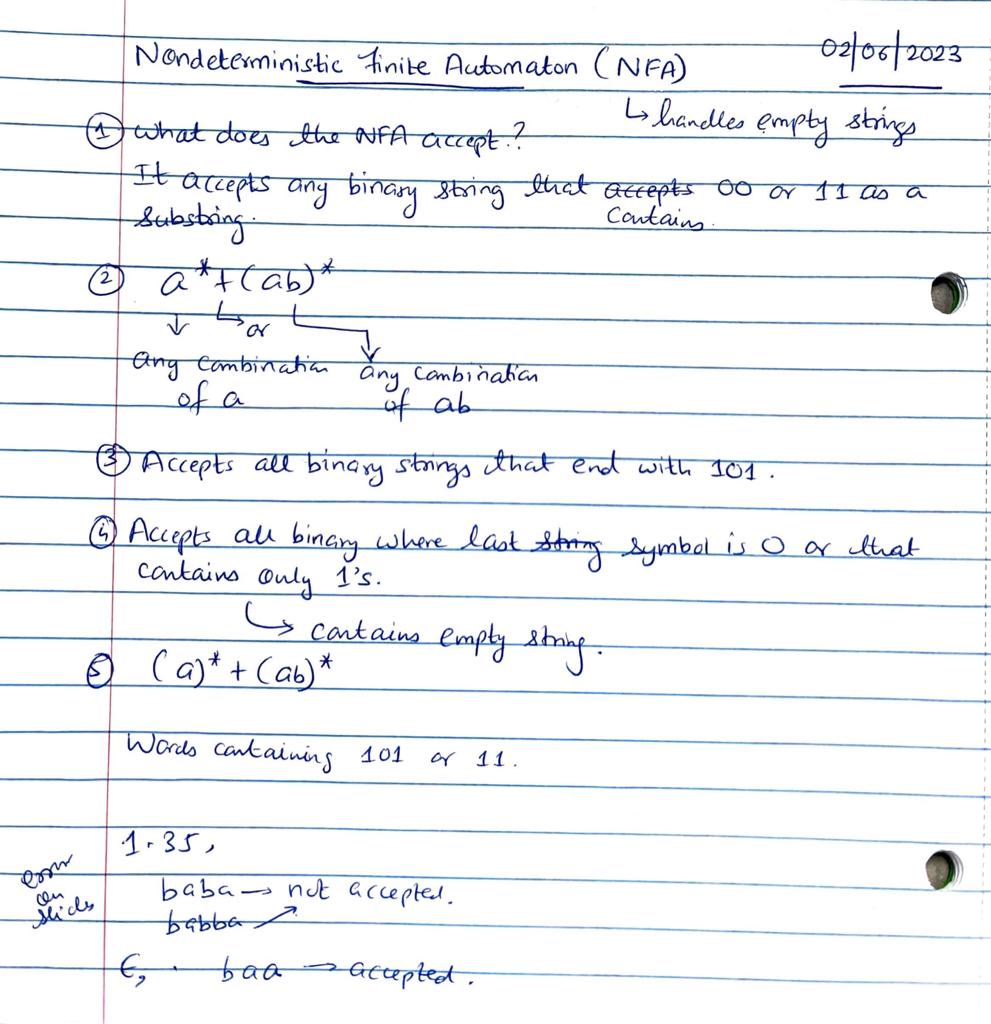 Nondeterministic Finite Automaton (NFA) 02/06/2023
↳ handles empty strings
① What does the NFA accept?
It accepts any binary string that accepts 00 or 11 as a
contains.
substring.
② a* + (ab)*
↓ ↳ or ↓
any combination any combination
of a of ab
③ Accepts all binary strings that end with 101.
④ Accepts all binary where last string symbol is 0 or that
contains only 1's.
↳ contains empty string.
⑤ (a)* + (ab)*
Words containing 101 or 11.
1.35,
error
on
slides
baba → not accepted.
babba ↗
ε, . baa → accepted.